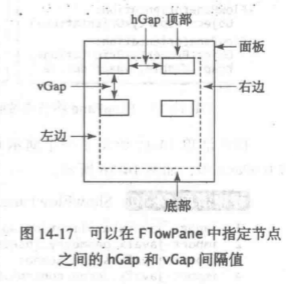 hGap 顶部
面板
vGap
右边
左边
底部
图 14-17 可以在 FlowPane 中指定节点
之间的 hGap 和 vGap 间隔值